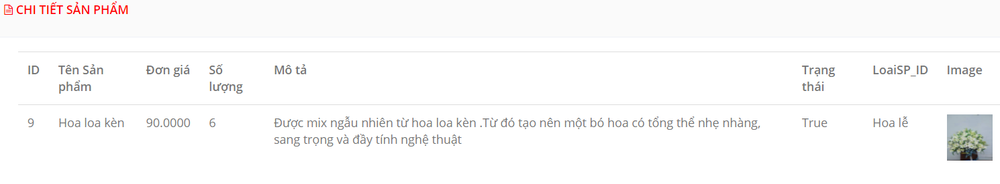 CHI TIẾT SẢN PHẨM
ID Tên Sản phẩm Đơn giá Số lượng Mô tả Trạng thái LoaiSP_ID Image
9 Hoa loa kèn 90.0000 6 Được mix ngẫu nhiên từ hoa loa kèn .Từ đó tạo nên một bó hoa có tổng thể nhẹ nhàng,
sang trọng và đầy tính nghệ thuật True Hoa lễ